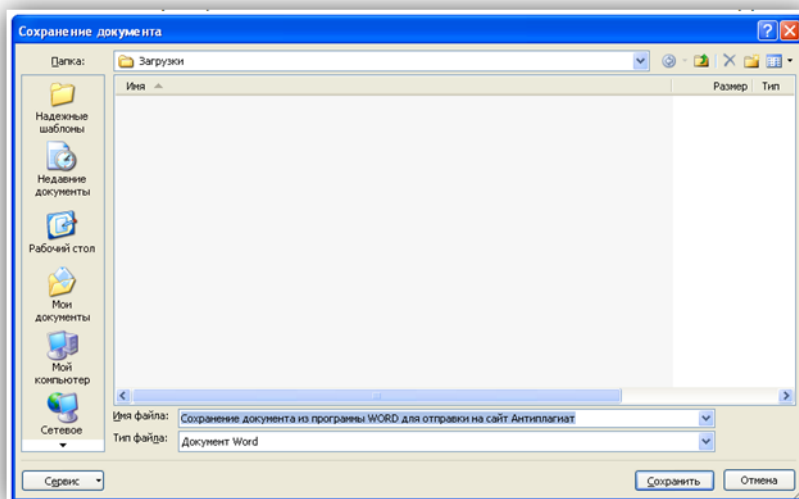 Сохранение документа
Папка:
Загрузки
Имя
Размер
Тип
Надежные
шаблоны
Недавние
документы
Рабочий стол
Мои
документы
Мой
компьютер
Сетевое
Имя файла:
Сохранение документа из программы WORD для отправки на сайт Антиплагиат
Тип файла:
Документ Word
Сервис
Сохранить
Отмена